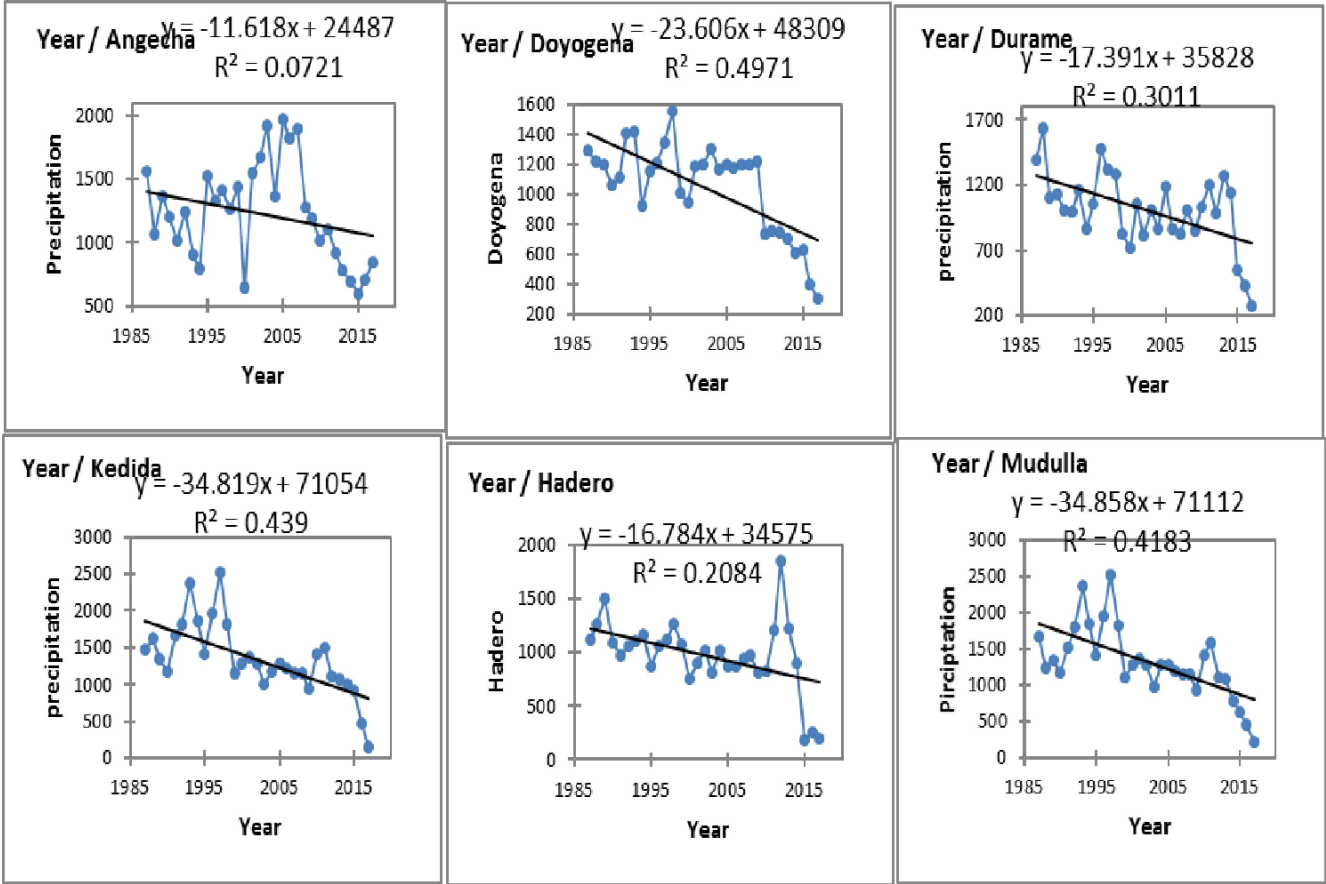 Year / Angecha
y = -11.618x + 24487
R² = 0.0721
Precipitation
2000
1500
1000
500
1985 1995 2005 2015
Year
Year / Doyogena
y = -23.606x + 48309
R² = 0.4971
Doyogena
1600
1400
1200
1000
800
600
400
200
1985 1995 2005 2015
Year
Year / Durame
y = -17.391x + 35828
R² = 0.3011
precipitation
1700
1200
700
200
1985 1995 2005 2015
Year
Year / Kedida
y = -34.819x + 71054
R² = 0.439
precipitation
3000
2500
2000
1500
1000
500
0
1985 1995 2005 2015
Year
Year / Hadero
y = -16.784x + 34575
R² = 0.2084
Hadero
2000
1500
1000
500
0
1985 1995 2005 2015
Year
Year / Mudulla
y = -34.858x + 71112
R² = 0.4183
Pirciptation
3000
2500
2000
1500
1000
500
0
1985 1995 2005 2015
Year